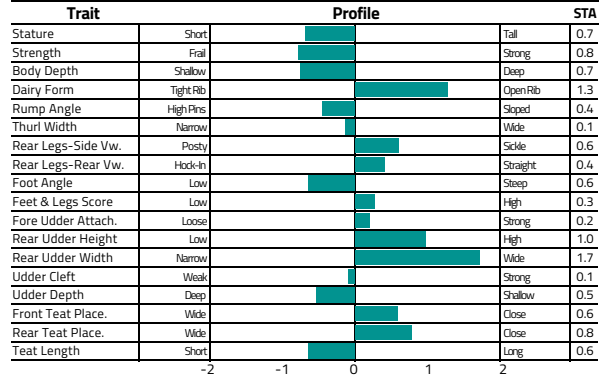 Trait Profile STA
Stature Short Tall 0.7
Strength Frail Strong 0.8
Body Depth Shallow Deep 0.7
Dairy Form Tight Rib Open Rib 1.3
Rump Angle High Pins Sloped 0.4
Thurl Width Narrow Wide 0.1
Rear Legs-Side Vw. Posty Sickle 0.6
Rear Legs-Rear Vw. Hock-In Straight 0.4
Foot Angle Low Steep 0.6
Feet & Legs Score Low High 0.3
Fore Udder Attach. Loose Strong 0.2
Rear Udder Height Low High 1.0
Rear Udder Width Narrow Wide 1.7
Udder Cleft Weak Strong 0.1
Udder Depth Deep Shallow 0.5
Front Teat Place. Wide Close 0.6
Rear Teat Place. Wide Close 0.8
Teat Length Short Long 0.6
-2 -1 0 1 2